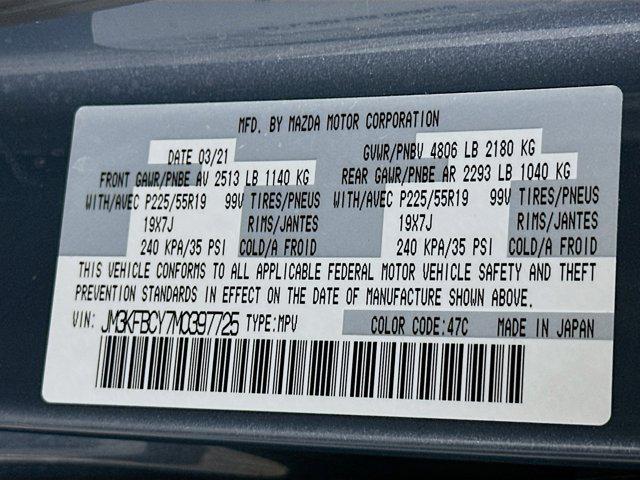 MFD. BY MAZDA MOTOR CORPORATION
DATE 03/21 GVWR/PNBV 4806 LB 2180 KG
FRONT GAWR/PNBE AV 2513 LB 1140 KG REAR GAWR/PNBE AR 2293 LB 1040 KG
WITH/AVEC P225/55R19 99V TIRES/PNEUS WITH/AVEC P225/55R19 99V TIRES/PNEUS
19X7J RIMS/JANTES 19X7J RIMS/JANTES
240 KPA/35 PSI COLD/A FROID 240 KPA/35 PSI COLD/A FROID
THIS VEHICLE CONFORMS TO ALL APPLICABLE FEDERAL MOTOR VEHICLE SAFETY AND THEFT
PREVENTION STANDARDS IN EFFECT ON THE DATE OF MANUFACTURE SHOWN ABOVE.
VIN: JM3KFBCY7M0397725 TYPE:MPV COLOR CODE:47C MADE IN JAPAN